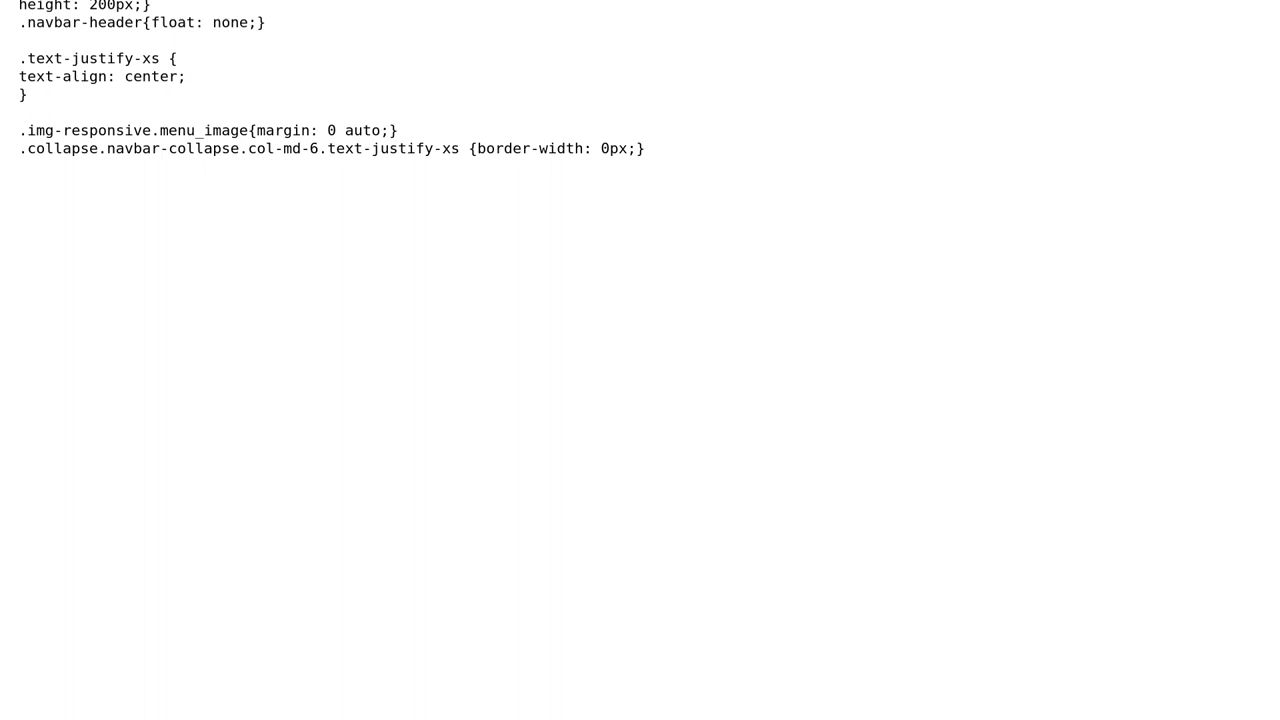 height: 200px;}
.navbar-header{float: none;}

.text-justify-xs {
text-align: center;
}

.img-responsive.menu_image{margin: 0 auto;}
.collapse.navbar-collapse.col-md-6.text-justify-xs {border-width: 0px;}